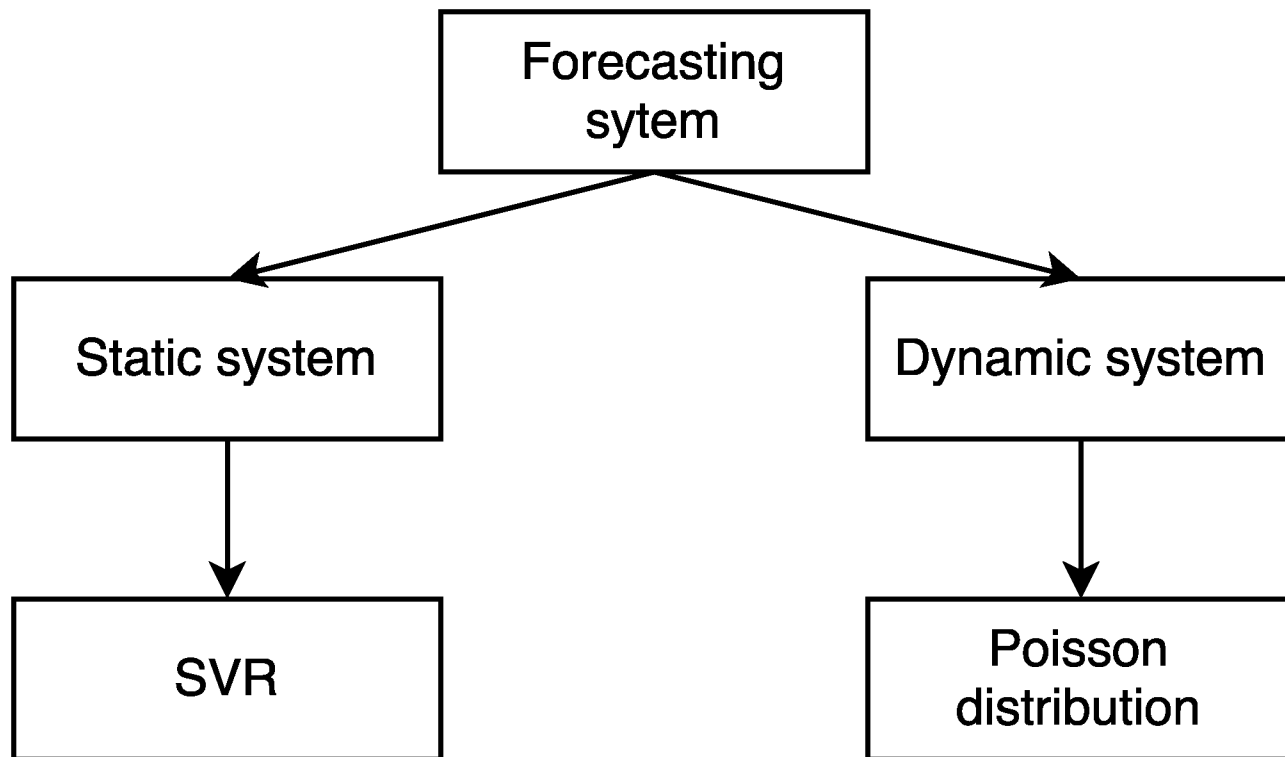 Forecasting
sytem
Static system
Dynamic system
SVR
Poisson
distribution